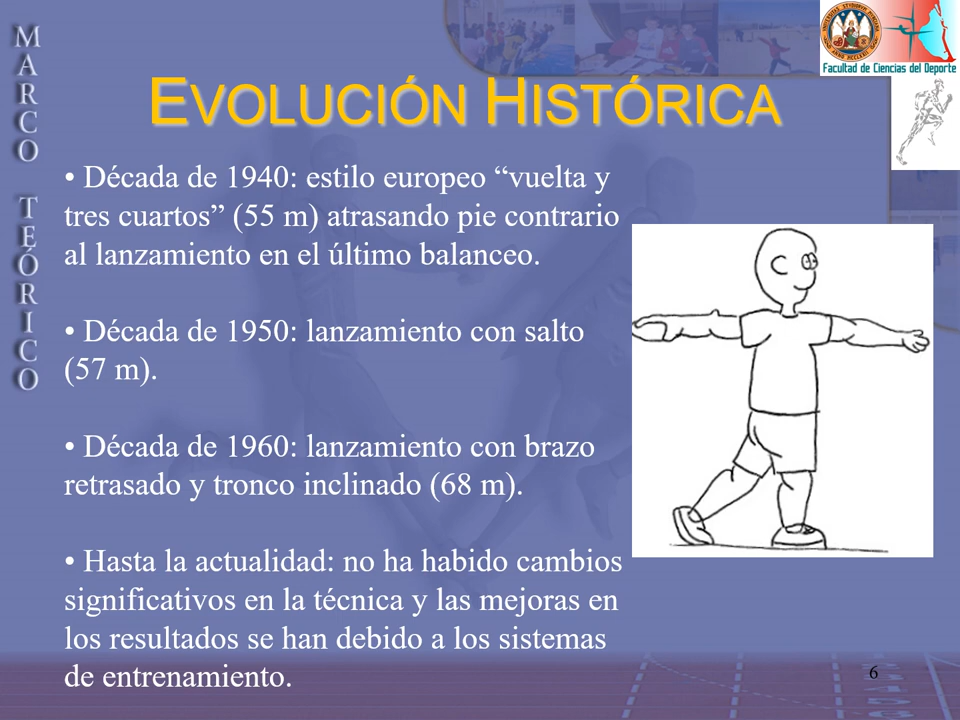 MARCO TEÓRICO
Facultad de Ciencias del Deporte
EVOLUCIÓN HISTÓRICA
• Década de 1940: estilo europeo “vuelta y
tres cuartos” (55 m) atrasando pie contrario
al lanzamiento en el último balanceo.
• Década de 1950: lanzamiento con salto
(57 m).
• Década de 1960: lanzamiento con brazo
retrasado y tronco inclinado (68 m).
• Hasta la actualidad: no ha habido cambios
significativos en la técnica y las mejoras en
los resultados se han debido a los sistemas
de entrenamiento.
6